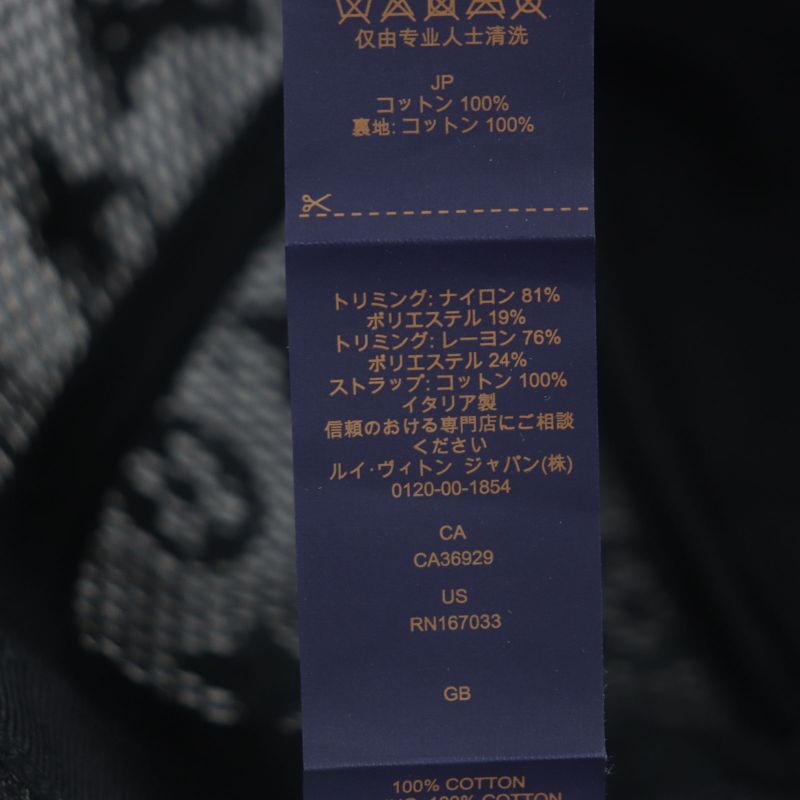 仅由专业人士清洗
JP
コットン 100%
裏地: コットン 100%
トリミング: ナイロン 81%
ポリエステル 19%
トリミング: レーヨン 76%
ポリエステル 24%
ストラップ: コットン 100%
イタリア製
信頼のおける専門店にご相談
ください
ルイ・ヴィトン ジャパン(株)
0120-00-1854
CA
CA36929
US
RN167033
GB
100% COTTON
100% COTTON